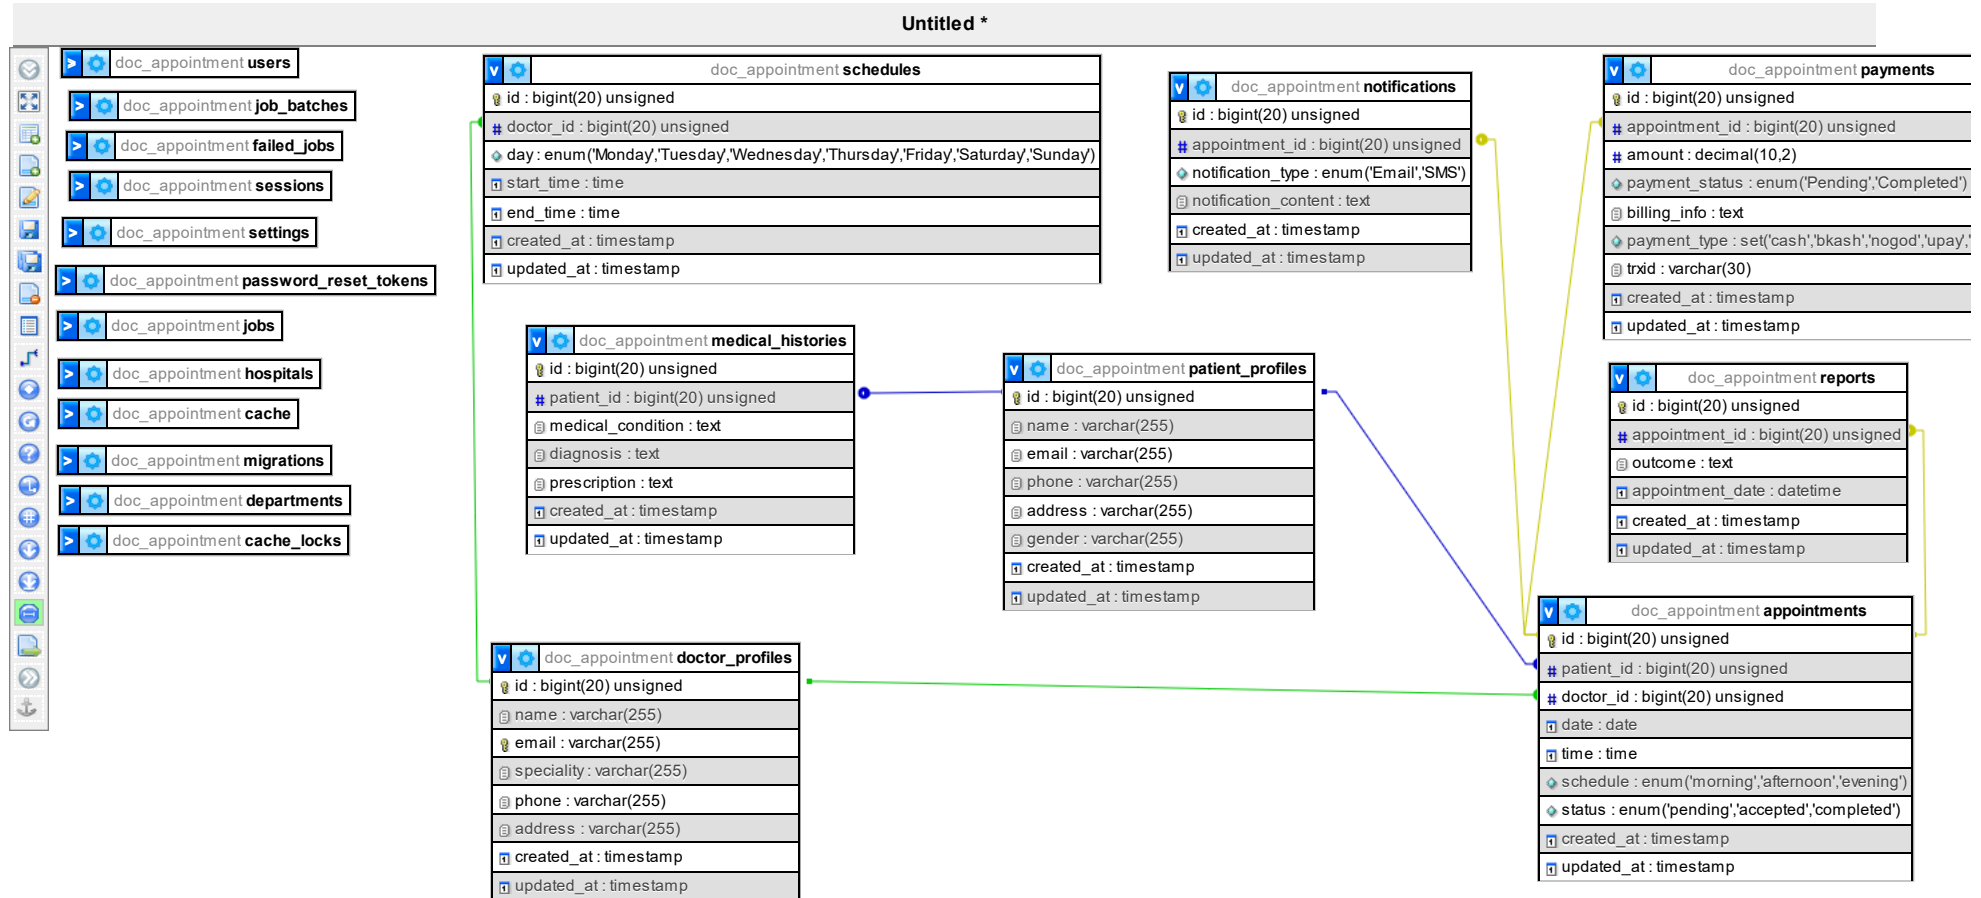 Untitled *
doc_appointment users
doc_appointment job_batches
doc_appointment failed_jobs
doc_appointment sessions
doc_appointment settings
doc_appointment password_reset_tokens
doc_appointment jobs
doc_appointment hospitals
doc_appointment cache
doc_appointment migrations
doc_appointment departments
doc_appointment cache_locks
doc_appointment schedules
id : bigint(20) unsigned
doctor_id : bigint(20) unsigned
day : enum('Monday','Tuesday','Wednesday','Thursday','Friday','Saturday','Sunday')
start_time : time
end_time : time
created_at : timestamp
updated_at : timestamp
doc_appointment notifications
id : bigint(20) unsigned
appointment_id : bigint(20) unsigned
notification_type : enum('Email','SMS')
notification_content : text
created_at : timestamp
updated_at : timestamp
doc_appointment payments
id : bigint(20) unsigned
appointment_id : bigint(20) unsigned
amount : decimal(10,2)
payment_status : enum('Pending','Completed')
billing_info : text
payment_type : set('cash','bkash','nogod','upay','
trxid : varchar(30)
created_at : timestamp
updated_at : timestamp
doc_appointment medical_histories
id : bigint(20) unsigned
patient_id : bigint(20) unsigned
medical_condition : text
diagnosis : text
prescription : text
created_at : timestamp
updated_at : timestamp
doc_appointment patient_profiles
id : bigint(20) unsigned
name : varchar(255)
email : varchar(255)
phone : varchar(255)
address : varchar(255)
gender : varchar(255)
created_at : timestamp
updated_at : timestamp
doc_appointment reports
id : bigint(20) unsigned
appointment_id : bigint(20) unsigned
outcome : text
appointment_date : datetime
created_at : timestamp
updated_at : timestamp
doc_appointment doctor_profiles
id : bigint(20) unsigned
name : varchar(255)
email : varchar(255)
speciality : varchar(255)
phone : varchar(255)
address : varchar(255)
created_at : timestamp
updated_at : timestamp
doc_appointment appointments
id : bigint(20) unsigned
patient_id : bigint(20) unsigned
doctor_id : bigint(20) unsigned
date : date
time : time
schedule : enum('morning','afternoon','evening')
status : enum('pending','accepted','completed')
created_at : timestamp
updated_at : timestamp